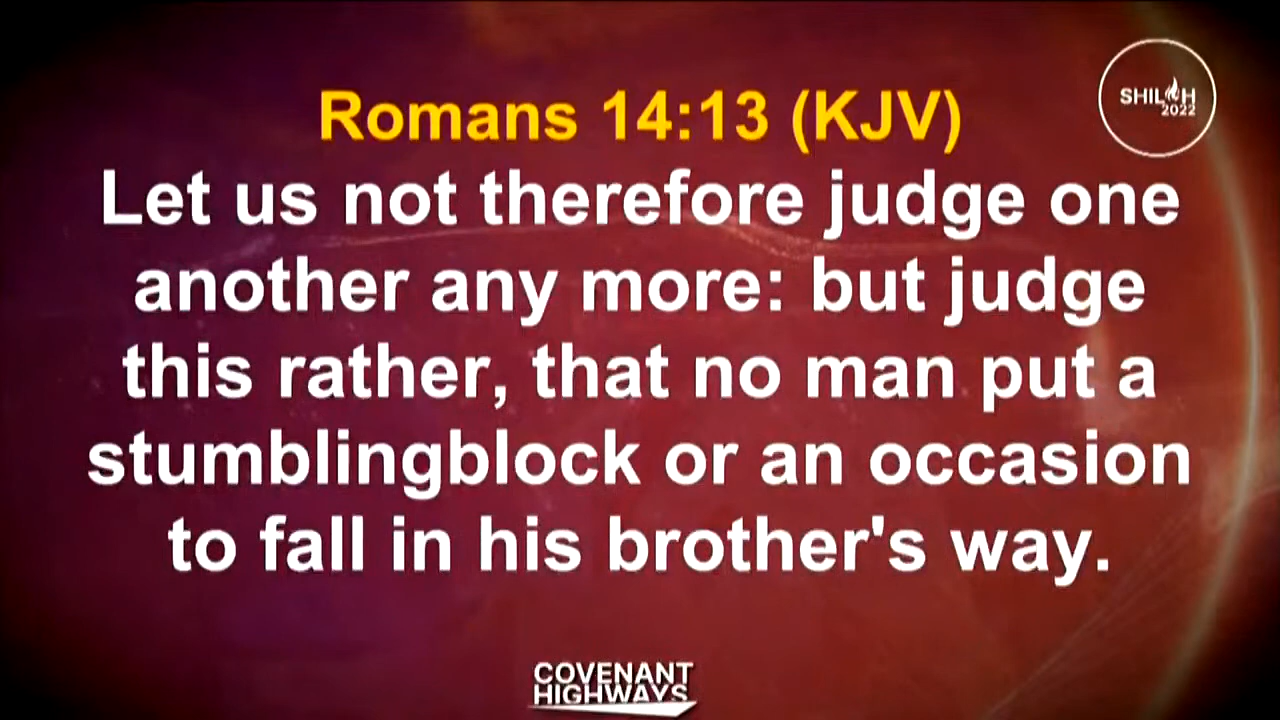 SHILOH
2022
Romans 14:13 (KJV)
Let us not therefore judge one
another any more: but judge
this rather, that no man put a
stumblingblock or an occasion
to fall in his brother's way.
COVENANT
HIGHWAYS